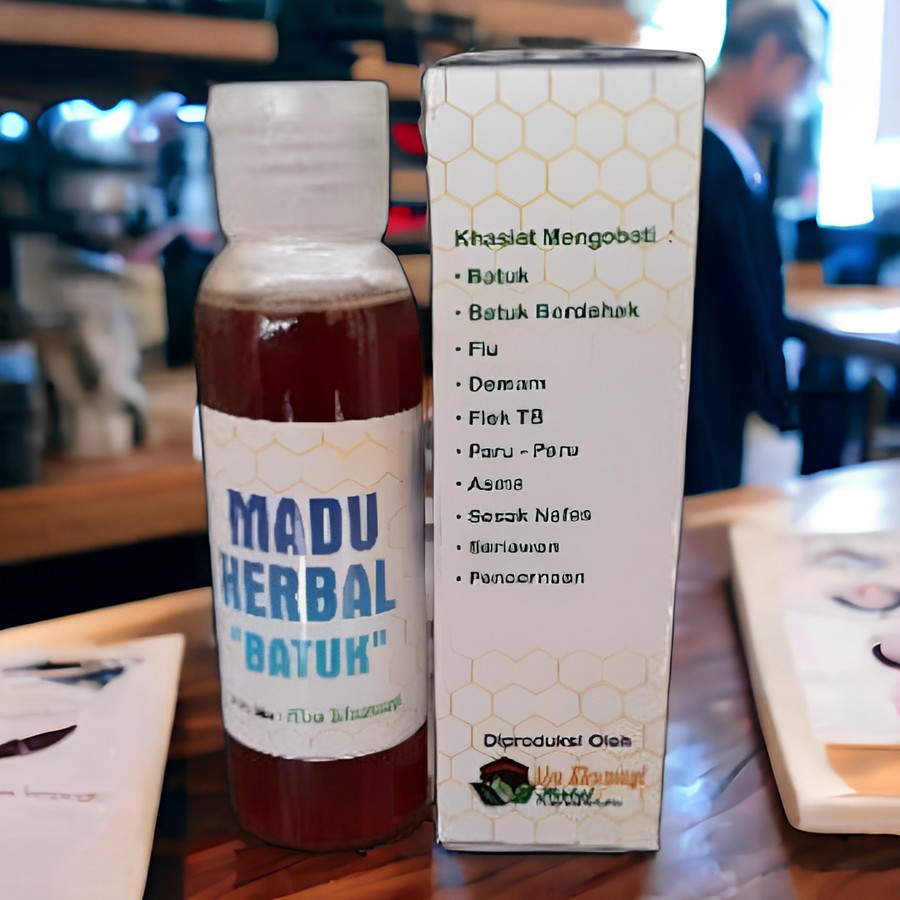 MADU
HERBAL
"BATUK"
Khasiat Mengobati :
• Batuk
• Batuk Berdahak
• Flu
• Demam
• Flek TB
• Paru - Paru
• Asma
• Sesak Nafas
• Sariawan
• Pencernaan
Diproduksi Oleh